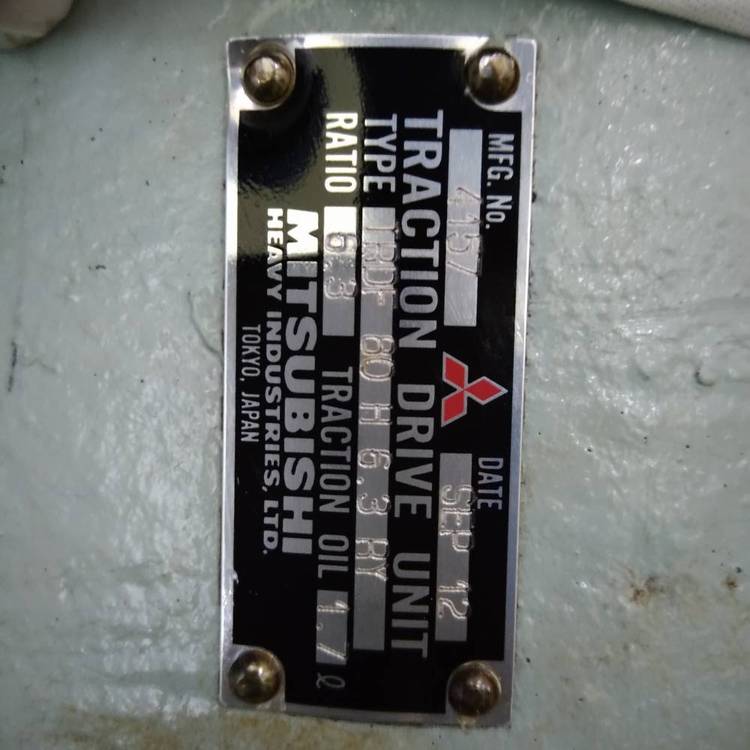 MFG. No. 4157
DATE SEP 12
TRACTION DRIVE UNIT
TYPE TRDF 80 H 6.3 BY
RATIO 6.3 TRACTION OIL 1.7 ℓ
MITSUBISHI
HEAVY INDUSTRIES, LTD.
TOKYO, JAPAN